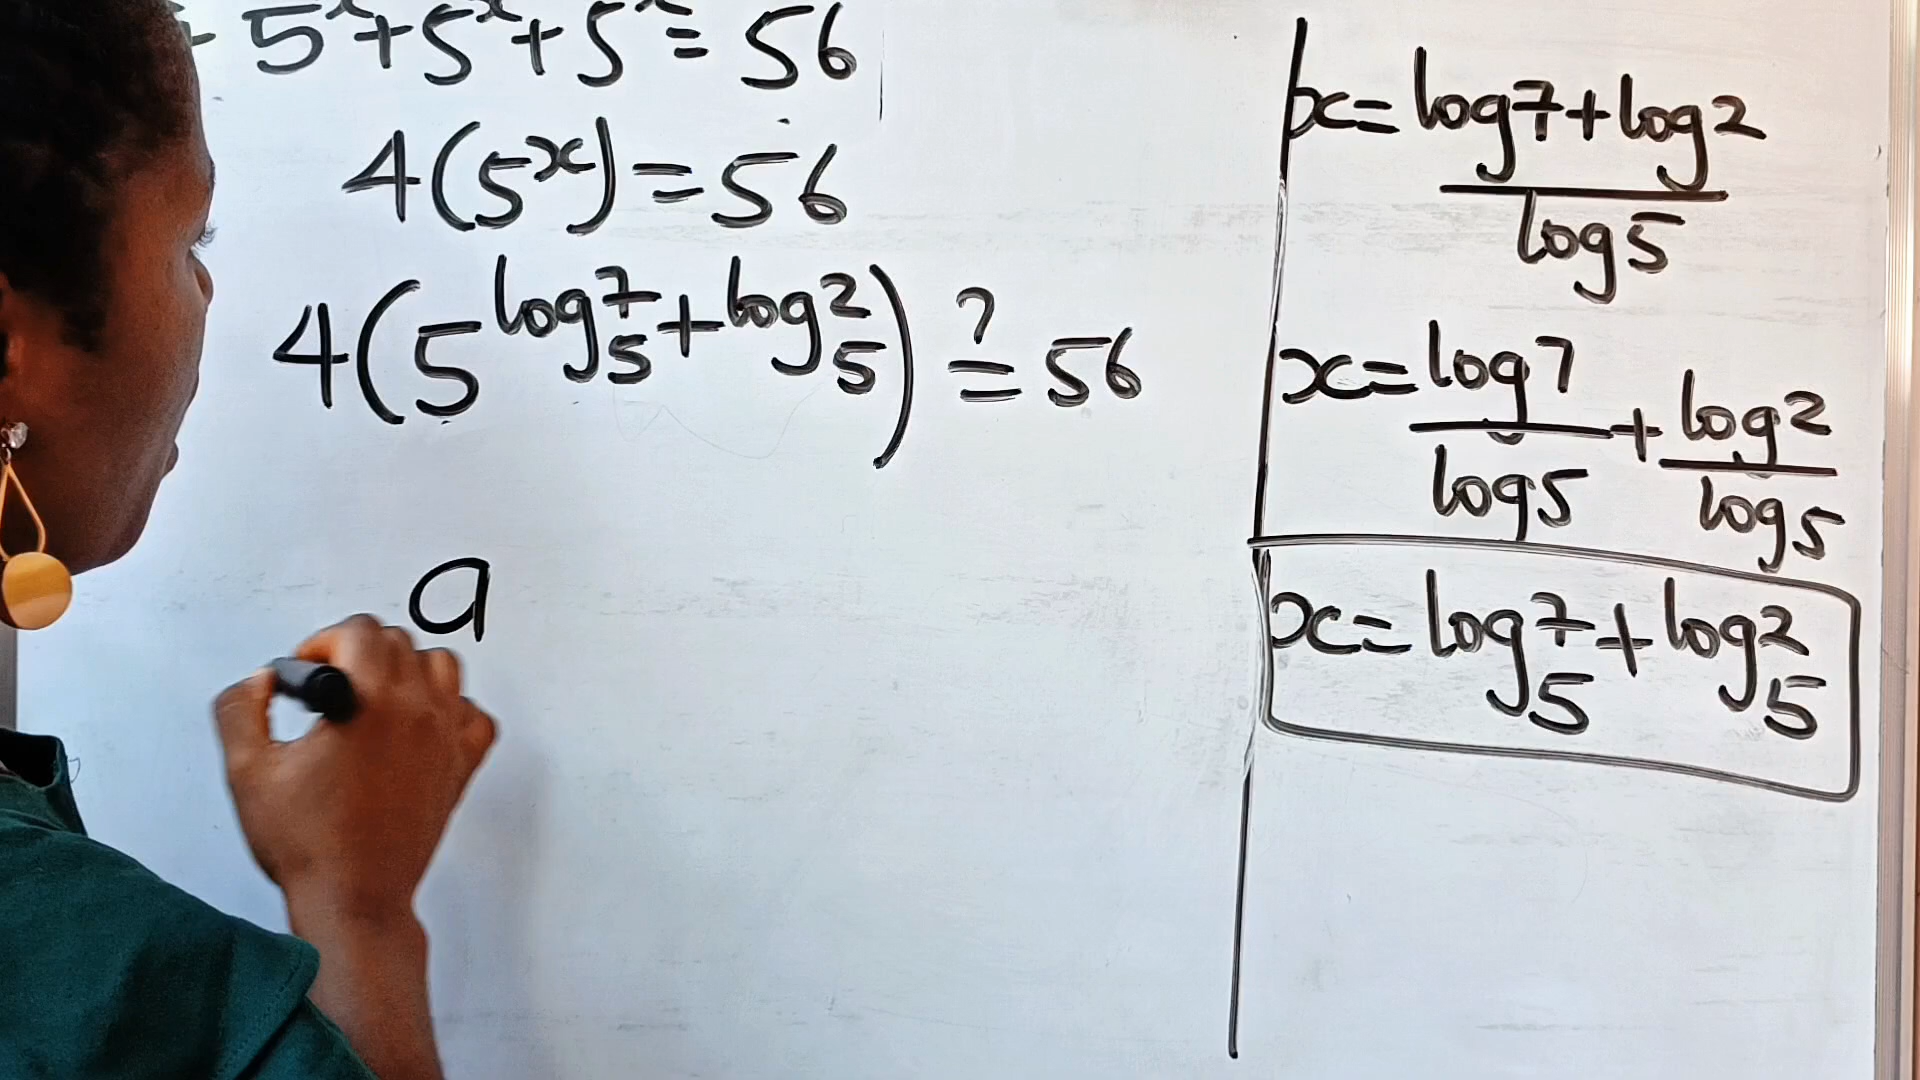 + 5ˣ + 5ˣ + 5ˣ = 56
4(5ˣ) = 56
4(5^(log₅7 + log₅2)) ≟ 56
a
x = (log7 + log2) / log5
x = log7/log5 + log2/log5
x = log₅7 + log₅2